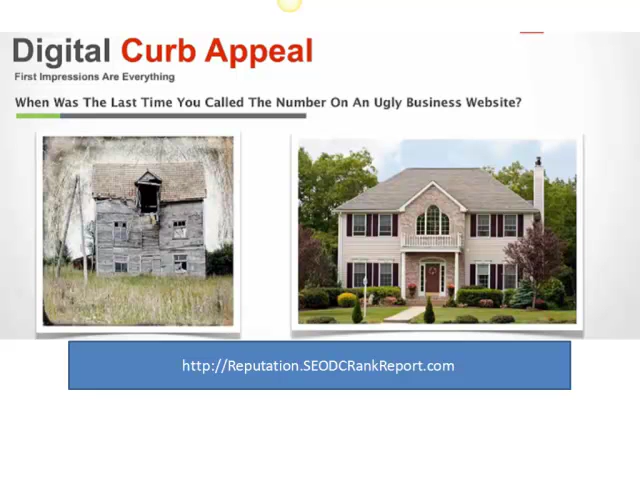 Digital Curb Appeal
First Impressions Are Everything
When Was The Last Time You Called The Number On An Ugly Business Website?
http://Reputation.SEODCRankReport.com